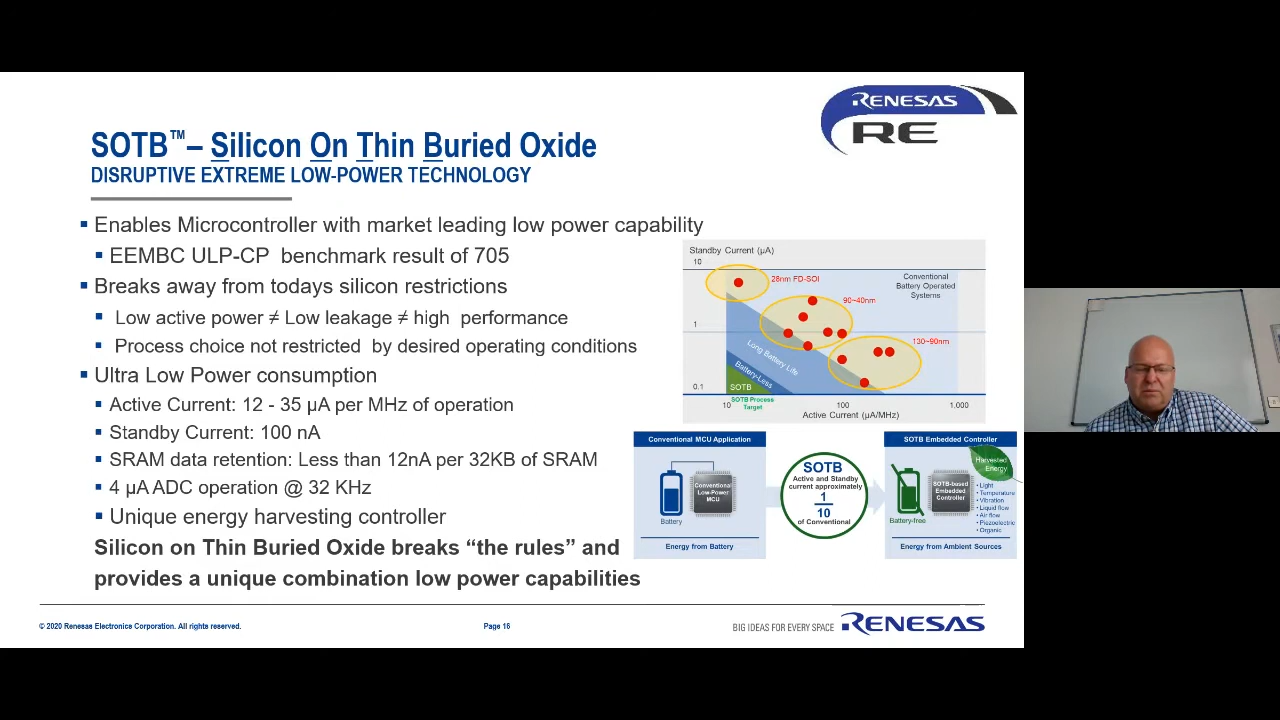 RENESAS
RE
SOTB™– Silicon On Thin Buried Oxide
DISRUPTIVE EXTREME LOW-POWER TECHNOLOGY
Enables Microcontroller with market leading low power capability
EEMBC ULP-CP benchmark result of 705
Breaks away from todays silicon restrictions
Low active power ≠ Low leakage ≠ high performance
Process choice not restricted by desired operating conditions
Ultra Low Power consumption
Active Current: 12 - 35 µA per MHz of operation
Standby Current: 100 nA
SRAM data retention: Less than 12nA per 32KB of SRAM
4 µA ADC operation @ 32 KHz
Unique energy harvesting controller
Silicon on Thin Buried Oxide breaks “the rules” and
provides a unique combination low power capabilities
Standby Current (µA)
10
1
0.1
28nm FD-SOI
90~40nm
130~90nm
Conventional
Battery Operated
Systems
Long Battery Life
Battery-Less
SOTB
SOTB Process
Target
10
100
1,000
Active Current (µA/MHz)
Conventional MCU Application
Conventional
Low-Power
MCU
Battery
Energy from Battery
SOTB
Active and Standby
current approximately
1
10
of Conventional
SOTB Embedded Controller
Harvested
Energy
SOTB-based
Embedded
Controller
Battery-free
• Light
• Temperature
• Vibration
• Liquid flow
• Air flow
• Piezoelectric
• Organic
Energy from Ambient Sources
© 2020 Renesas Electronics Corporation. All rights reserved.
Page 16
BIG IDEAS FOR EVERY SPACE
RENESAS